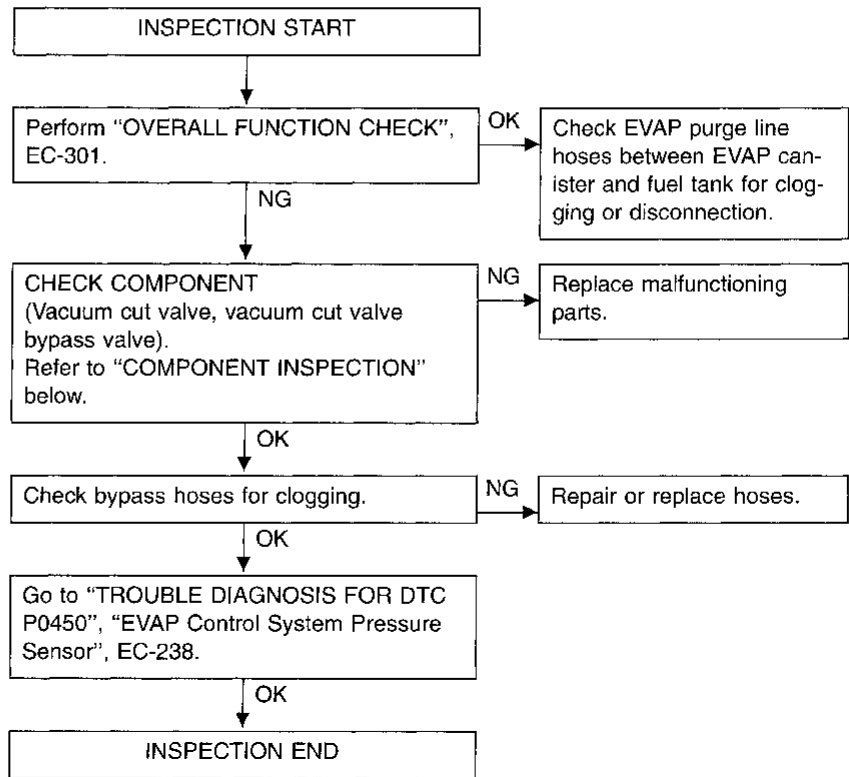 INSPECTION START
Perform “OVERALL FUNCTION CHECK”,
EC-301.
OK
Check EVAP purge line
hoses between EVAP can-
ister and fuel tank for clog-
ging or disconnection.
NG
CHECK COMPONENT
(Vacuum cut valve, vacuum cut valve
bypass valve).
Refer to “COMPONENT INSPECTION”
below.
NG
Replace malfunctioning
parts.
OK
Check bypass hoses for clogging.
NG
Repair or replace hoses.
OK
Go to “TROUBLE DIAGNOSIS FOR DTC
P0450”, “EVAP Control System Pressure
Sensor”, EC-238.
OK
INSPECTION END